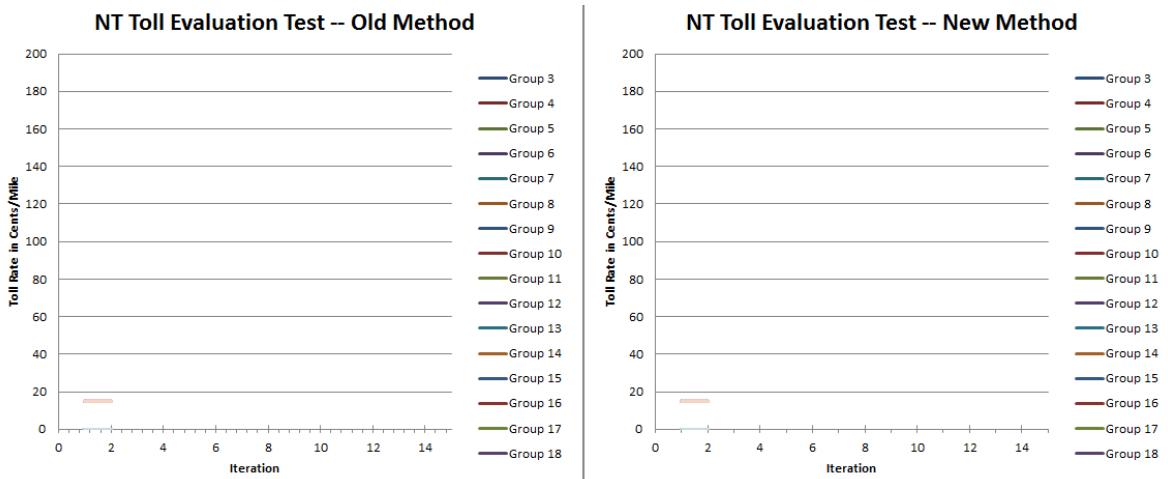 NT Toll Evaluation Test -- Old Method
200
180
160
140
120
100
80
60
40
20
0
Toll Rate in Cents/Mile
0 2 4 6 8 10 12 14
Iteration
Group 3
Group 4
Group 5
Group 6
Group 7
Group 8
Group 9
Group 10
Group 11
Group 12
Group 13
Group 14
Group 15
Group 16
Group 17
Group 18
NT Toll Evaluation Test -- New Method
200
180
160
140
120
100
80
60
40
20
0
Toll Rate in Cents/Mile
0 2 4 6 8 10 12 14
Iteration
Group 3
Group 4
Group 5
Group 6
Group 7
Group 8
Group 9
Group 10
Group 11
Group 12
Group 13
Group 14
Group 15
Group 16
Group 17
Group 18